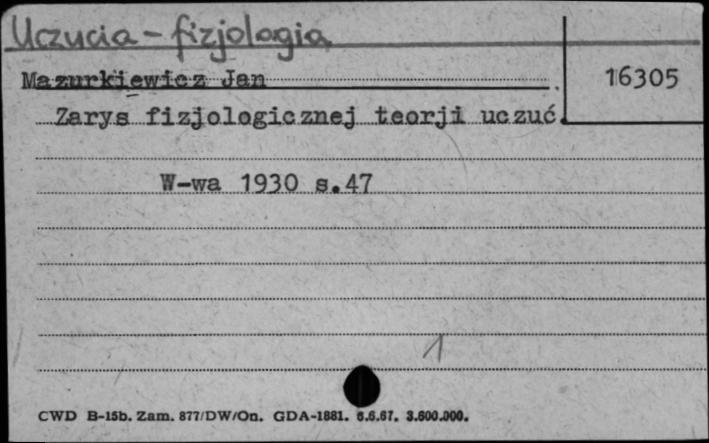 Uczucia - fizjologia
Mazurkiewicz Jan
16305
Zarys fizjologicznej teorji uczuć.
W-wa 1930 s.47
1
CWD B-15b. Zam. 877/DW/On. GDA-1881. 6.6.67. 3.600.000.